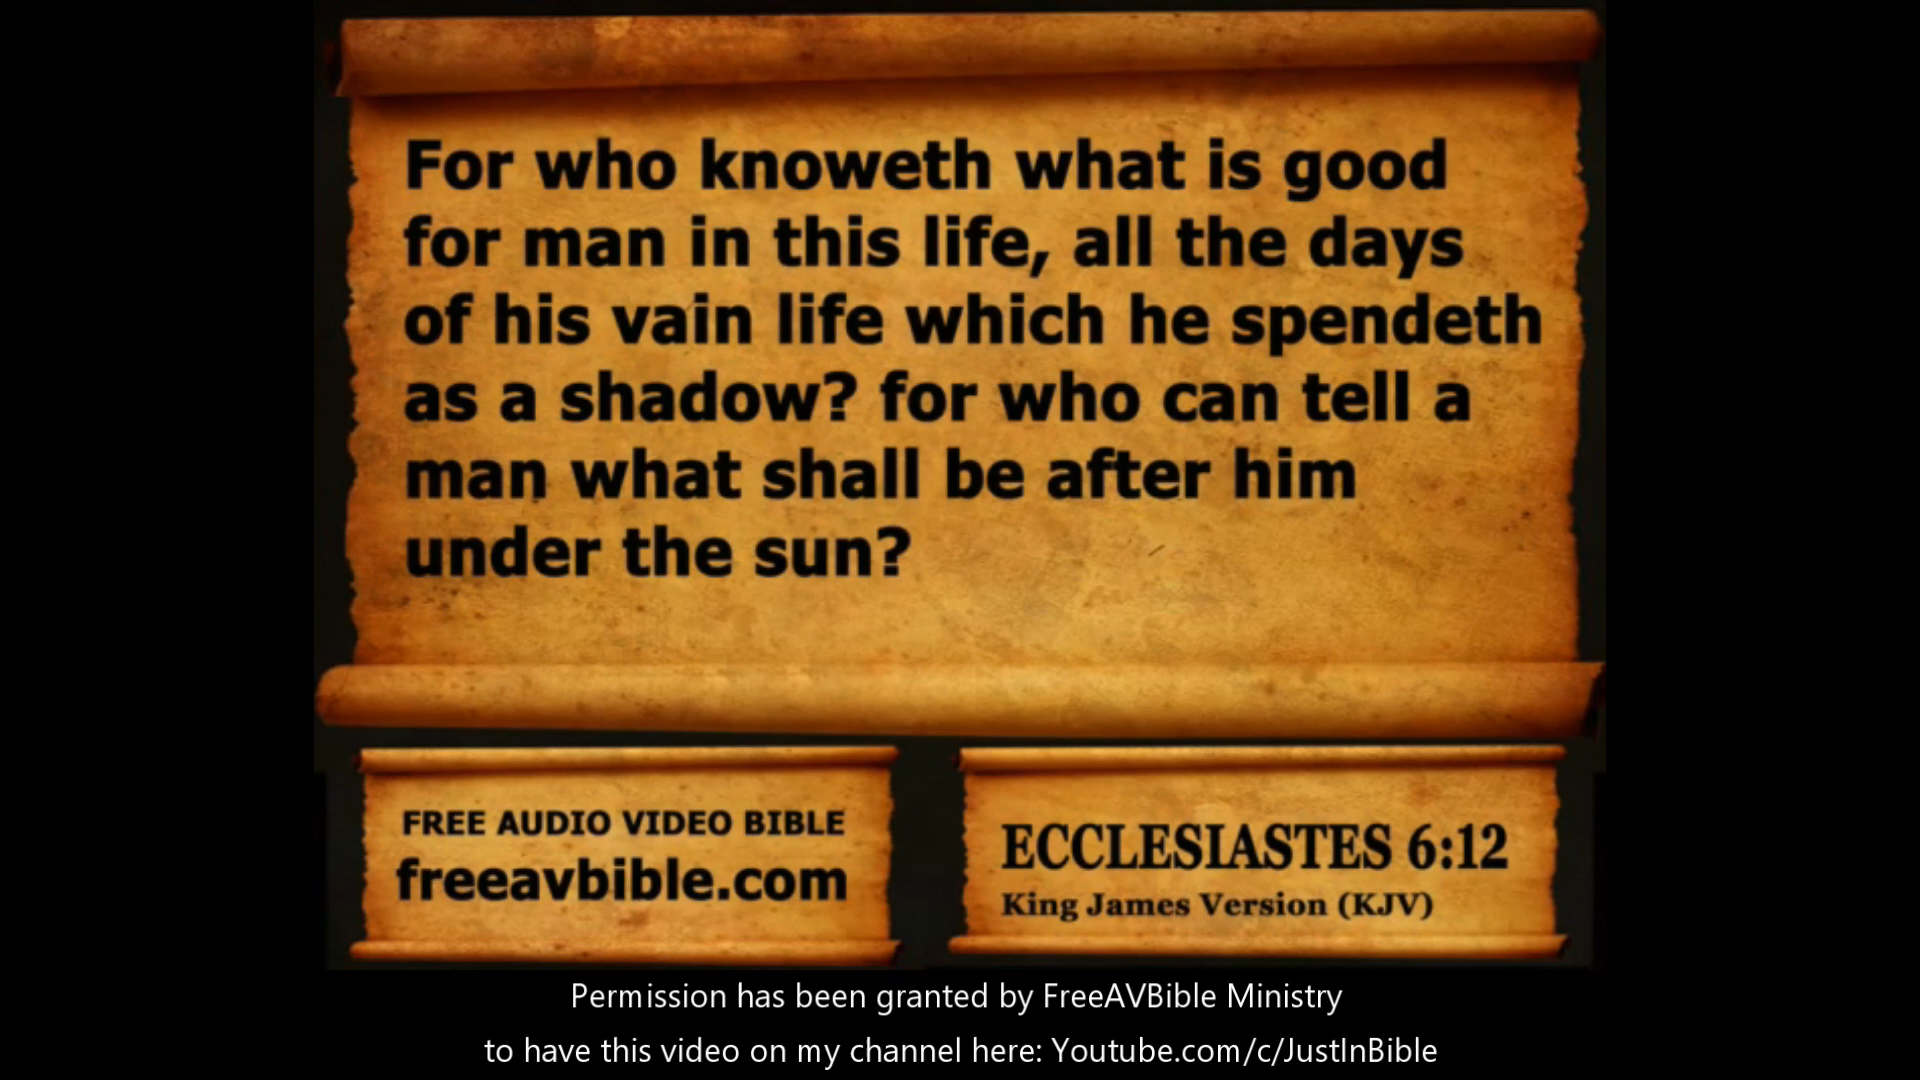 For who knoweth what is good
for man in this life, all the days
of his vain life which he spendeth
as a shadow? for who can tell a
man what shall be after him
under the sun?
FREE AUDIO VIDEO BIBLE
freeavbible.com
ECCLESIASTES 6:12
King James Version (KJV)
Permission has been granted by FreeAVBible Ministry
to have this video on my channel here: Youtube.com/c/JustInBible